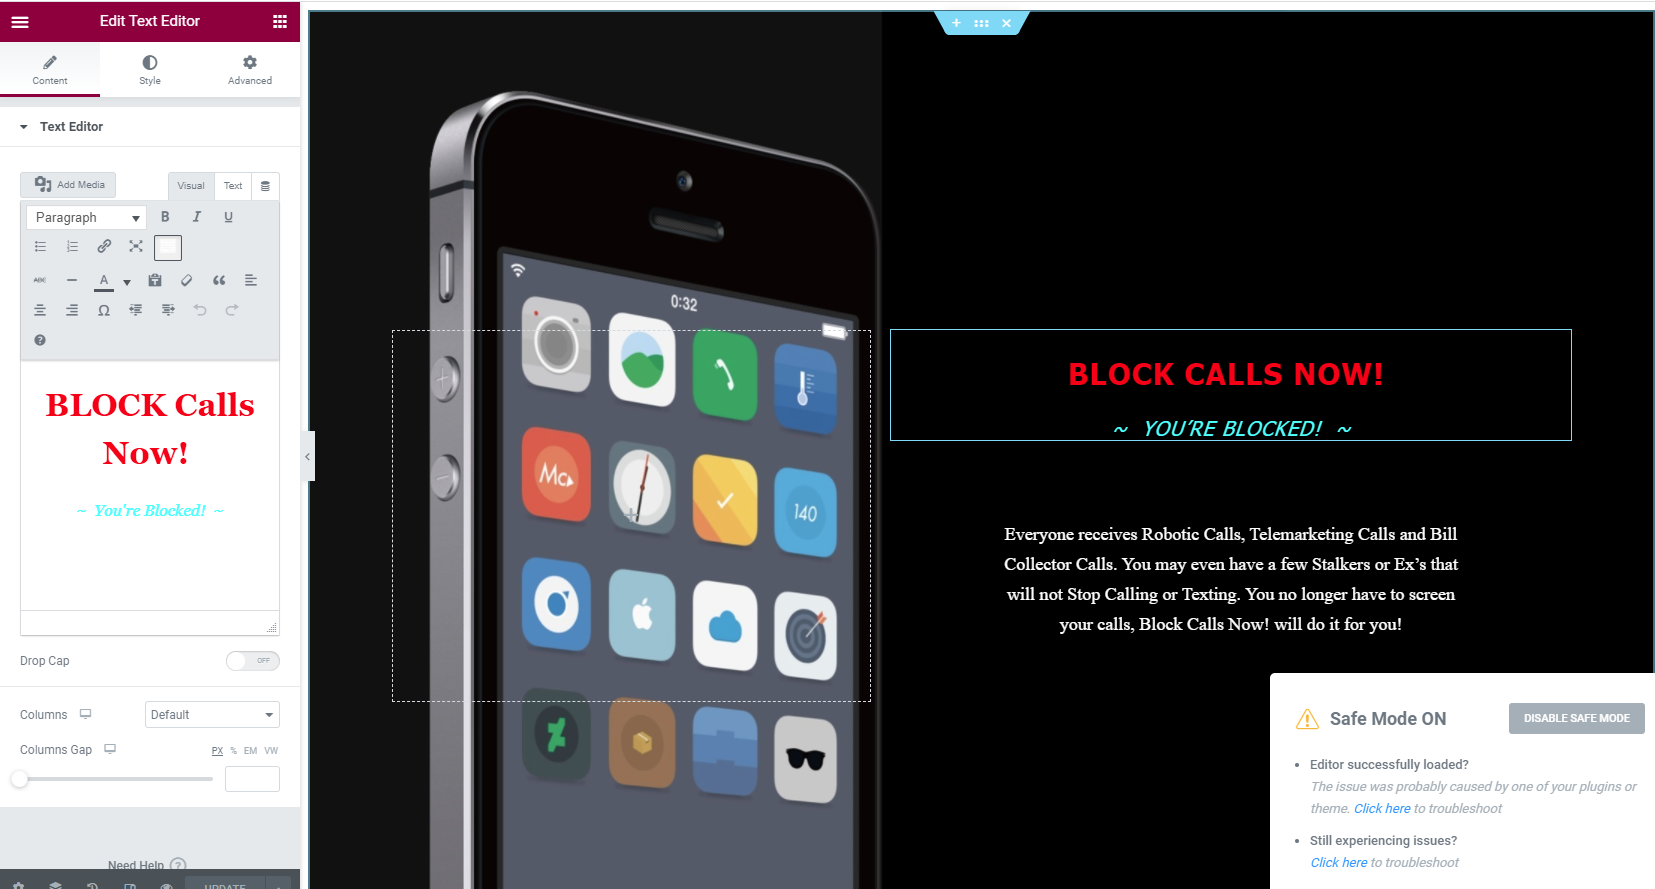 Edit Text Editor
Content
Style
Advanced
Text Editor
Add Media
Visual
Text
Paragraph
B
I
U
ABC
A
Ω
BLOCK Calls
Now!
~ You're Blocked! ~
Drop Cap
OFF
Columns
Default
Columns Gap
PX % EM VW
Need Help ?
UPDATE
0:32
Mc
140
BLOCK CALLS NOW!
~ YOU’RE BLOCKED! ~
Everyone receives Robotic Calls, Telemarketing Calls and Bill
Collector Calls. You may even have a few Stalkers or Ex’s that
will not Stop Calling or Texting. You no longer have to screen
your calls, Block Calls Now! will do it for you!
Safe Mode ON
DISABLE SAFE MODE
Editor successfully loaded?
The issue was probably caused by one of your plugins or
theme. Click here to troubleshoot
Still experiencing issues?
Click here to troubleshoot